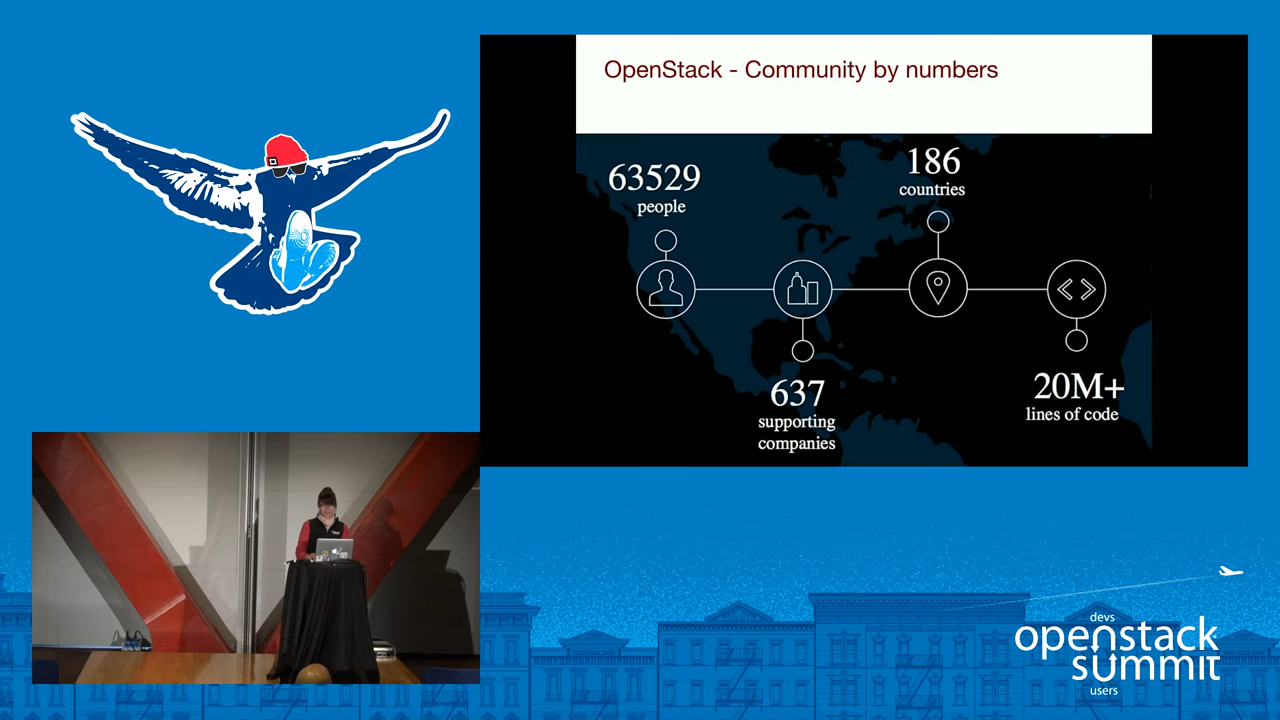 OpenStack - Community by numbers
63529
people
186
countries
637
supporting
companies
20M+
lines of code
devs
openstack
summit
users